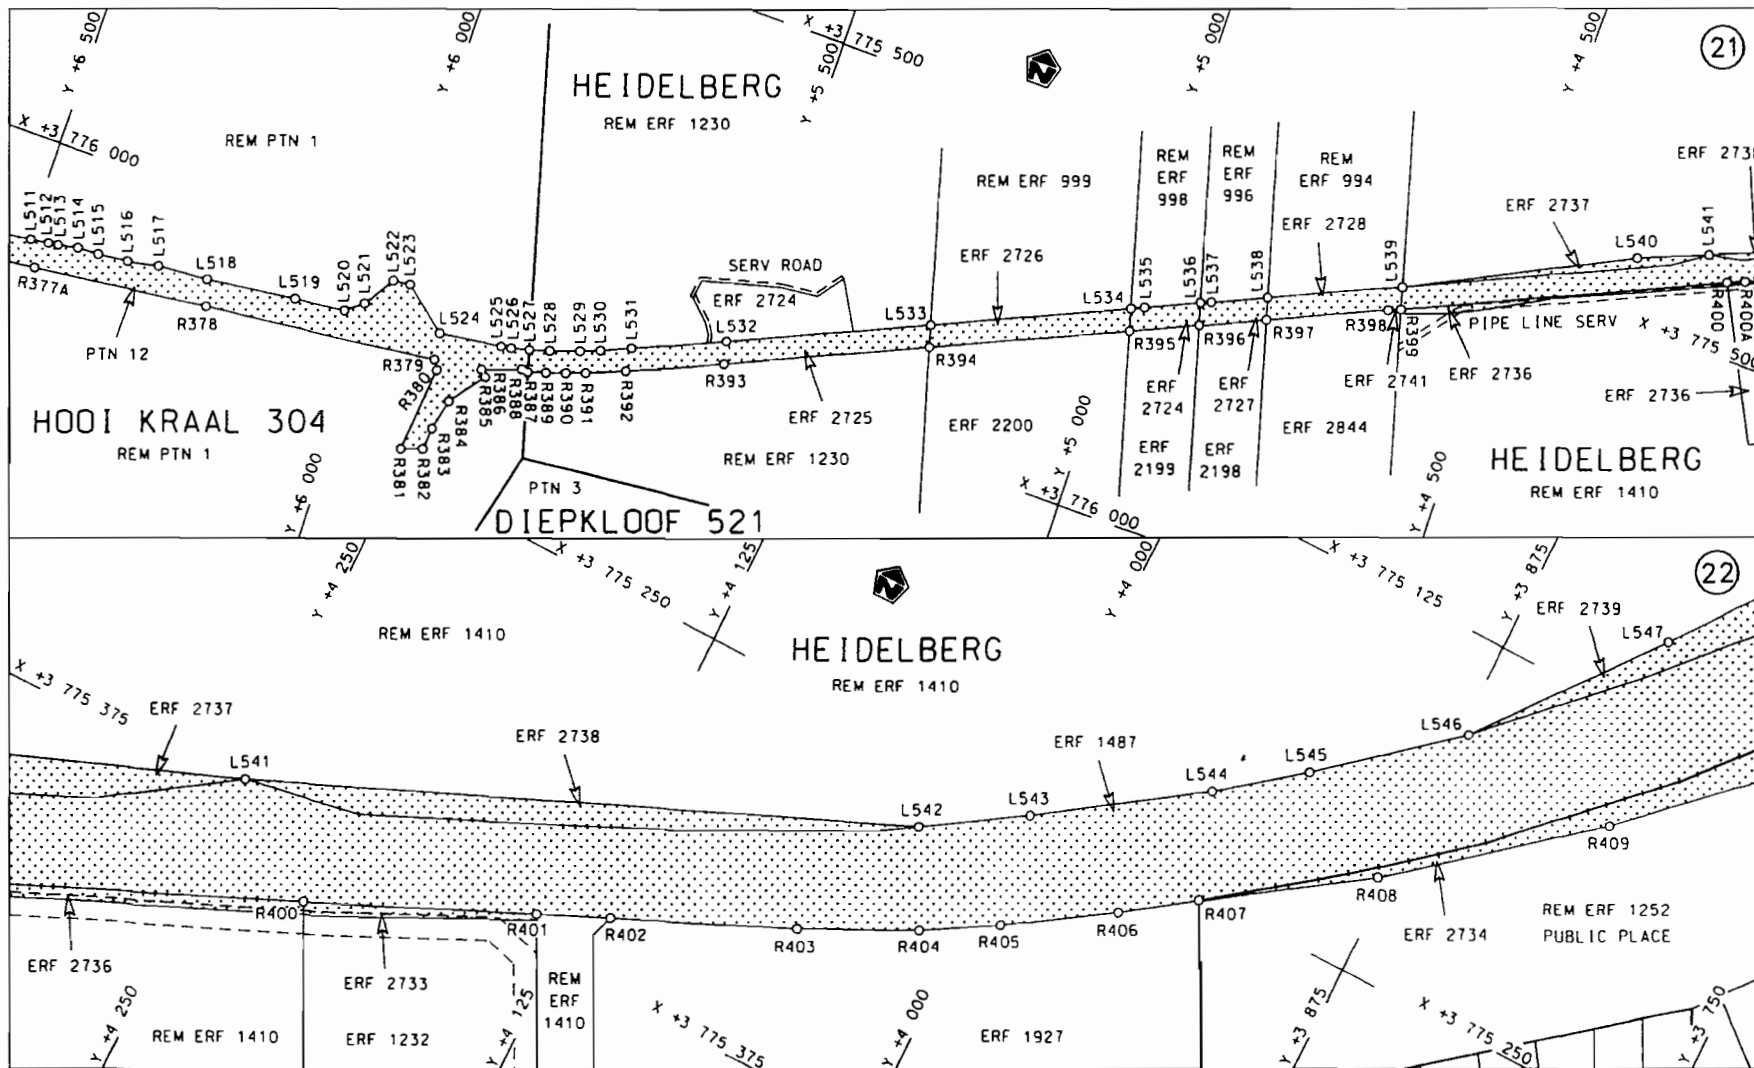 Y +6 500
Y +6 000
X +3 775 500
Y +5 500
Y +5 000
Y +4 500
21
HEIDELBERG
REM ERF 1230
X +3 776 000
REM PTN 1
REM ERF 999
REM
ERF
998
REM
ERF
996
REM
ERF 994
ERF 2737
L511
L512
L513
L514
L515
L516
L517
L518
L519
L520
L521
L522
L523
L524
L525
L526
L527
L528
L529
L530
L531
L532
L533
L534
L535
L536
L537
L538
L539
L540
L541
SERV ROAD
ERF 2724
ERF 2726
ERF 2728
R377A
R378
R379
R380
R381
R382
R383
R384
R385
R386
R388
R387
R389
R390
R391
R392
R393
R394
R395
R396
R397
R398
R399
R400
R400A
PIPE LINE SERV
X +3 775 500
PTN 12
ERF 2725
ERF
2724
ERF
2727
ERF 2741
ERF 2736
ERF 2736
HOOI KRAAL 304
REM PTN 1
REM ERF 1230
ERF 2200
ERF
2199
ERF
2198
ERF 2844
HEIDELBERG
REM ERF 1410
PTN 3
DIEPKLOOF 521
Y +6 000
X +3 776 000
Y +5 000
Y +4 500
Y +4 250
X +3 775 250
Y +4 125
Y +4 000
X +3 775 125
Y +3 875
22
REM ERF 1410
HEIDELBERG
REM ERF 1410
ERF 2739
X +3 775 375
ERF 2737
ERF 2738
ERF 1487
L541
L542
L543
L544
L545
L546
L547
R400
R401
R402
R403
R404
R405
R406
R407
R408
R409
ERF 2736
ERF 2733
REM
ERF
1410
ERF 2734
REM ERF 1252
PUBLIC PLACE
Y +4 250
REM ERF 1410
ERF 1232
Y +4 125
X +3 775 375
Y +4 000
ERF 1927
Y +3 875
X +3 775 250
Y +3 750